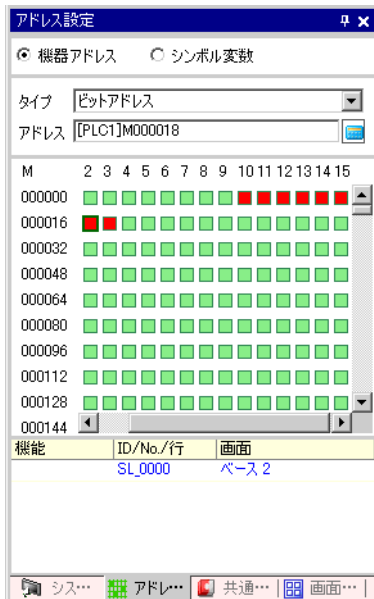 アドレス設定
機器アドレス シンボル変数
タイプ ビットアドレス
アドレス [PLC1]M000018
M 2 3 4 5 6 7 8 9 10 11 12 13 14 15
000000
000016
000032
000048
000064
000080
000096
000112
000128
000144
機能 ID/No./行 画面
SL_0000 ベース 2
シス… アドレ… 共通… 画面…